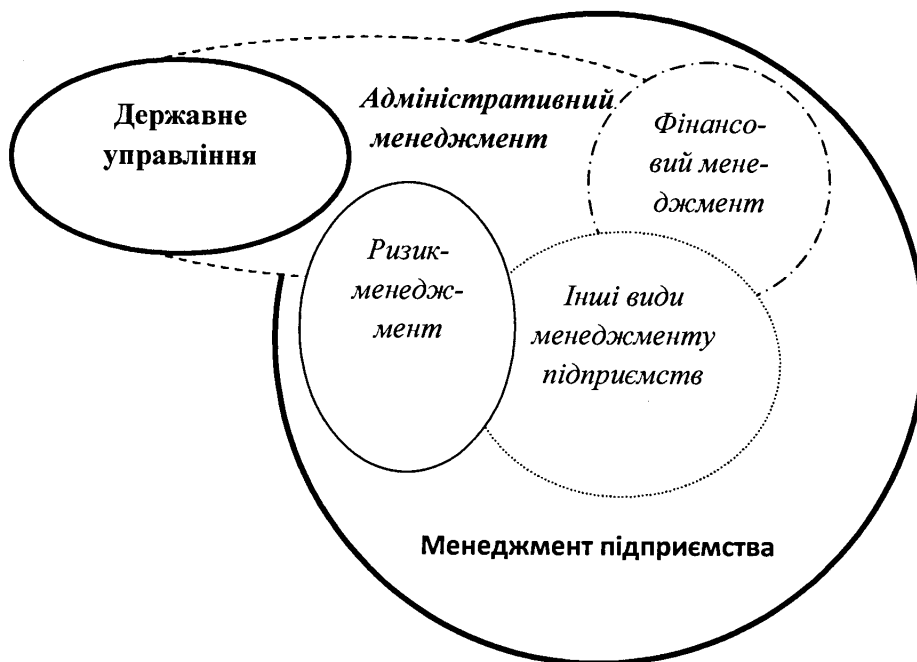 Державне
управління
Адміністративний
менеджмент
Фінансо-
вий мене-
джмент
Ризик-
менедж-
мент
Інші види
менеджменту
підприємств
Менеджмент підприємства